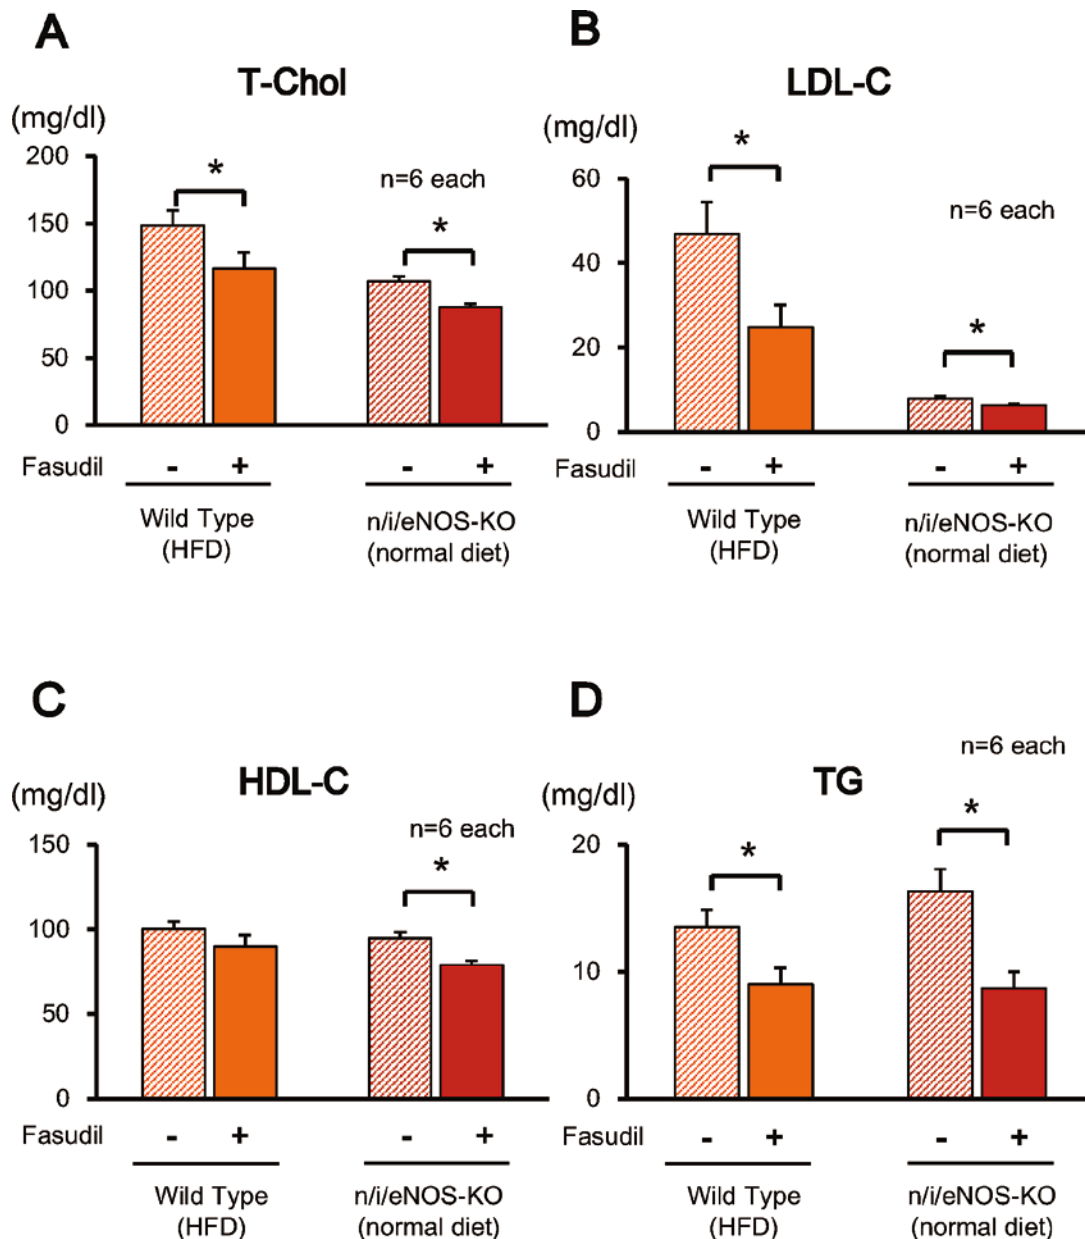 A
T-Chol
(mg/dl)
200
150
100
50
0
*
n=6 each
*
Fasudil - + - +
Wild Type
(HFD)
n/i/eNOS-KO
(normal diet)
B
LDL-C
(mg/dl)
60
40
20
0
*
n=6 each
*
Fasudil - + - +
Wild Type
(HFD)
n/i/eNOS-KO
(normal diet)
C
HDL-C
(mg/dl)
150
100
50
0
n=6 each
*
Fasudil - + - +
Wild Type
(HFD)
n/i/eNOS-KO
(normal diet)
D
n=6 each
TG
(mg/dl)
20
10
0
*
*
Fasudil - + - +
Wild Type
(HFD)
n/i/eNOS-KO
(normal diet)